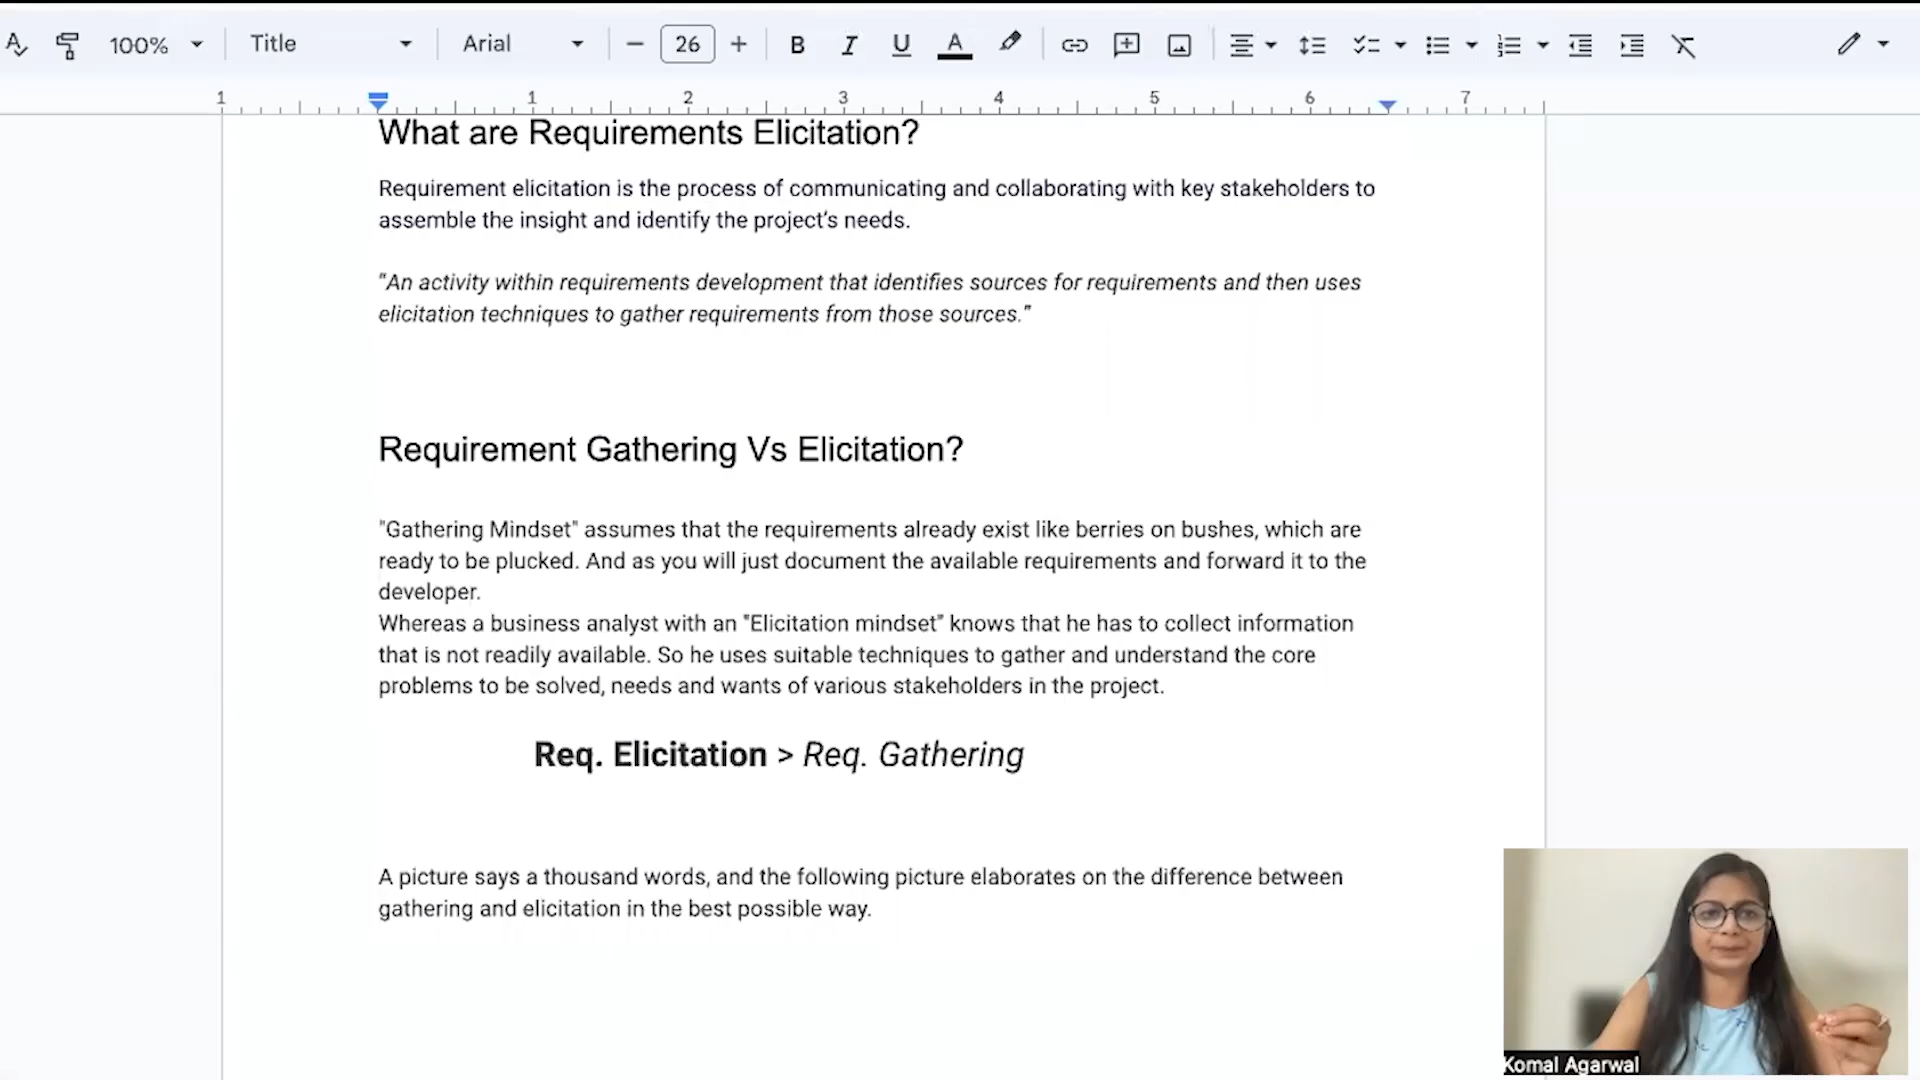 100% Title Arial 26 B I U A
1 1 2 3 4 5 6 7
What are Requirements Elicitation?
Requirement elicitation is the process of communicating and collaborating with key stakeholders to
assemble the insight and identify the project's needs.
"An activity within requirements development that identifies sources for requirements and then uses
elicitation techniques to gather requirements from those sources."
Requirement Gathering Vs Elicitation?
"Gathering Mindset" assumes that the requirements already exist like berries on bushes, which are
ready to be plucked. And as you will just document the available requirements and forward it to the
developer.
Whereas a business analyst with an "Elicitation mindset" knows that he has to collect information
that is not readily available. So he uses suitable techniques to gather and understand the core
problems to be solved, needs and wants of various stakeholders in the project.
Req. Elicitation > Req. Gathering
A picture says a thousand words, and the following picture elaborates on the difference between
gathering and elicitation in the best possible way.
Komal Agarwal